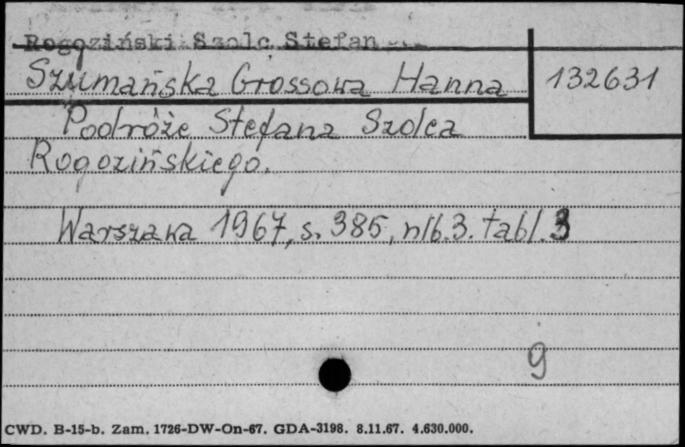 Rogoziński Szolc Stefan
Szumańska Grossowa Hanna
132631
Podróże Stefana Szolca
Rogozińskiego.
Warszawa 1967, s. 385, nlb. 3. tabl. 3
9
CWD. B-15-b. Zam. 1726-DW-On-67. GDA-3198. 8.11.67. 4.630.000.